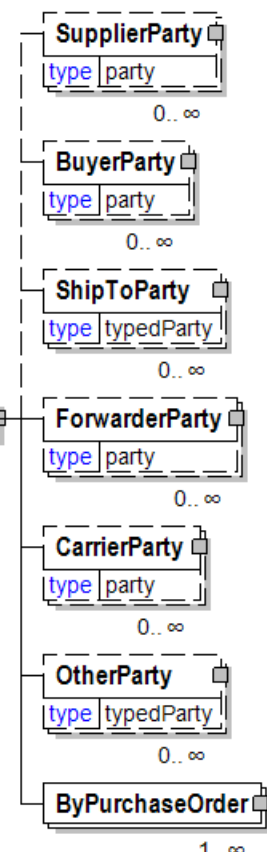 SupplierParty
type party
0.. ∞
BuyerParty
type party
0.. ∞
ShipToParty
type typedParty
0.. ∞
ForwarderParty
type party
0.. ∞
CarrierParty
type party
0.. ∞
OtherParty
type typedParty
0.. ∞
ByPurchaseOrder
1.. ∞